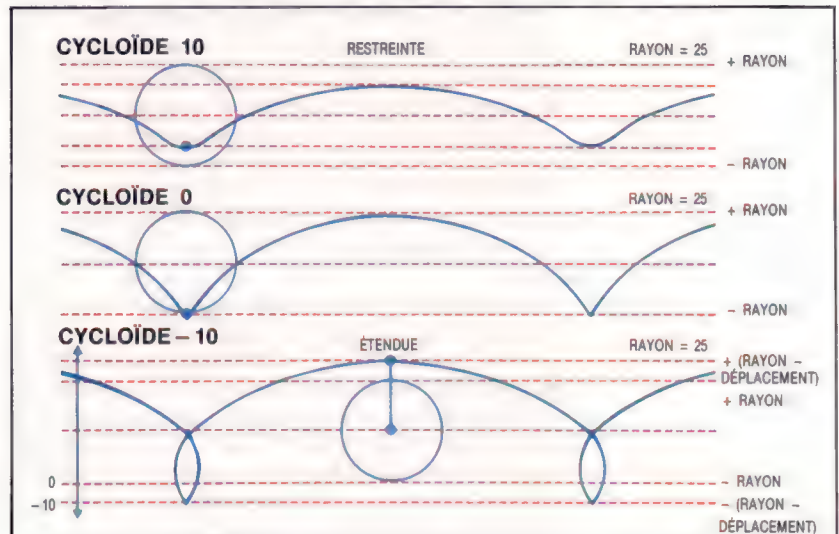 CYCLOÏDE 10 RESTREINTE RAYON = 25 + RAYON
– RAYON
CYCLOÏDE 0 RAYON = 25 + RAYON
– RAYON
CYCLOÏDE – 10 ÉTENDUE RAYON = 25 + (RAYON –
DÉPLACEMENT)
+ RAYON
0 – RAYON
– 10 – (RAYON –
DÉPLACEMENT)